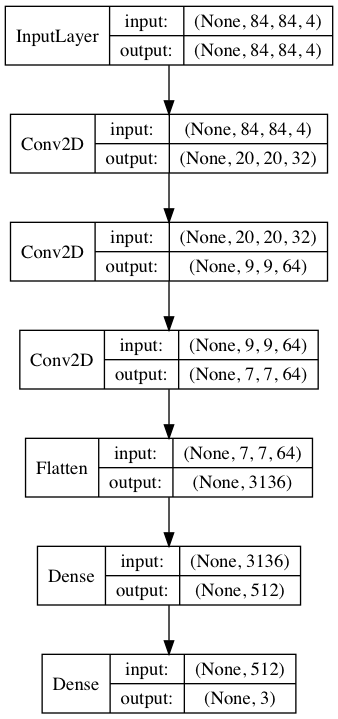 InputLayer
input: (None, 84, 84, 4)
output: (None, 84, 84, 4)
Conv2D
input: (None, 84, 84, 4)
output: (None, 20, 20, 32)
Conv2D
input: (None, 20, 20, 32)
output: (None, 9, 9, 64)
Conv2D
input: (None, 9, 9, 64)
output: (None, 7, 7, 64)
Flatten
input: (None, 7, 7, 64)
output: (None, 3136)
Dense
input: (None, 3136)
output: (None, 512)
Dense
input: (None, 512)
output: (None, 3)